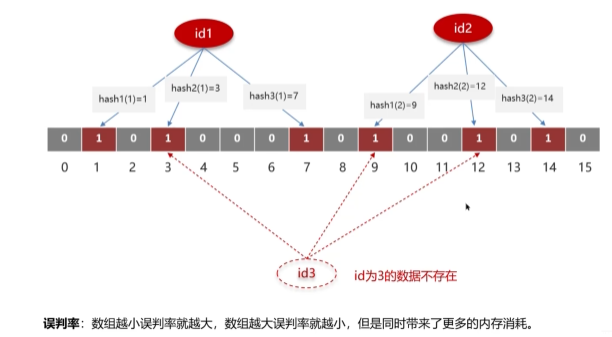 id1
id2
hash1(1)=1
hash2(1)=3
hash3(1)=7
hash1(2)=9
hash2(2)=12
hash3(2)=14
0 1 0 1 0 0 0 1 0 1 0 0 1 0 1 0
0 1 2 3 4 5 6 7 8 9 10 11 12 13 14 15
id3
id为3的数据不存在
误判率：数组越小误判率就越大，数组越大误判率就越小，但是同时带来了更多的内存消耗。